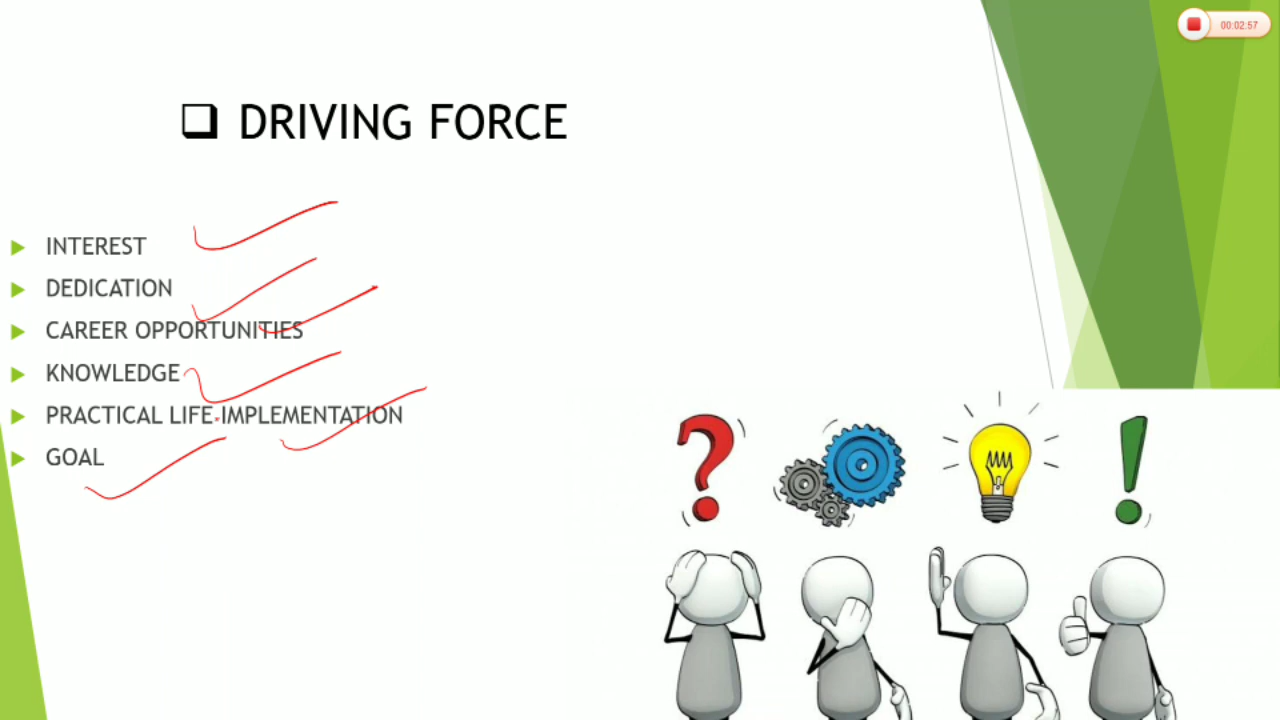 00:02:57
DRIVING FORCE
INTEREST
DEDICATION
CAREER OPPORTUNITIES
KNOWLEDGE
PRACTICAL LIFE IMPLEMENTATION
GOAL